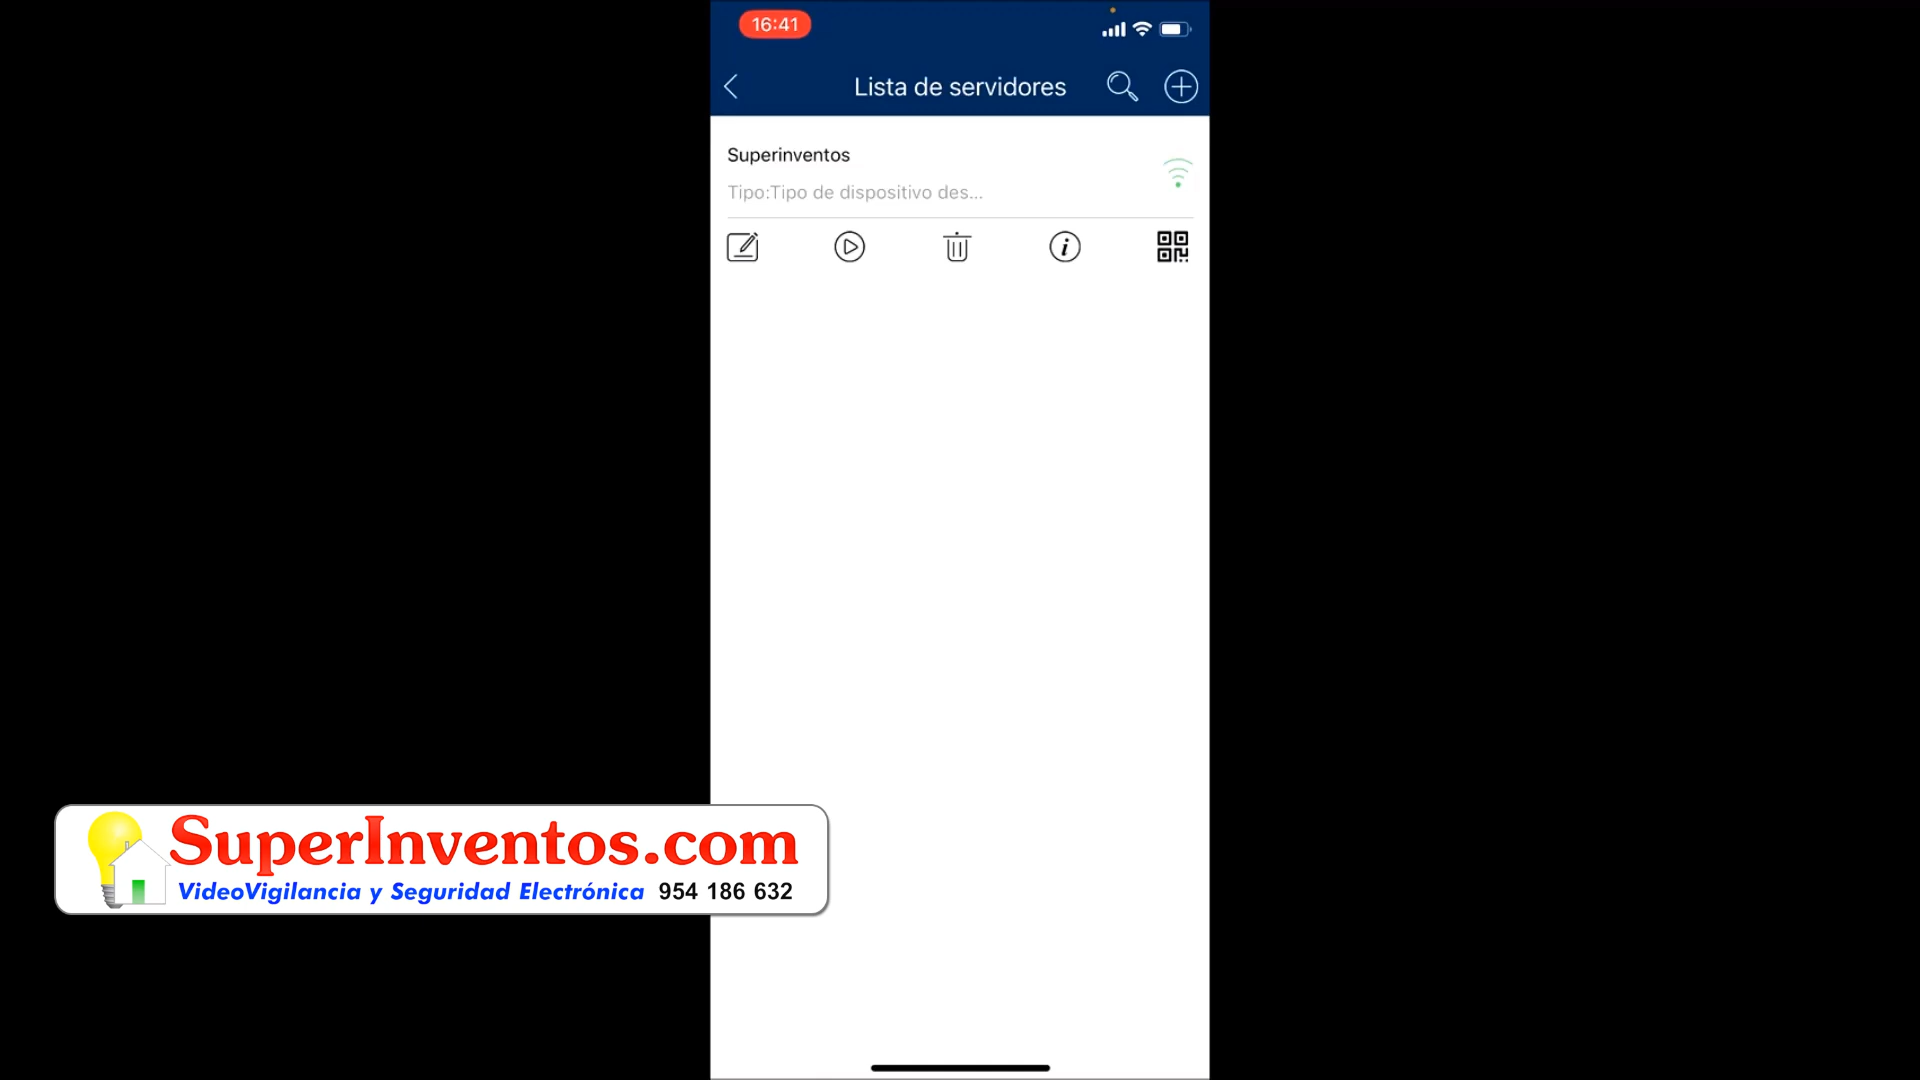 16:41
Lista de servidores
Superinventos
Tipo:Tipo de dispositivo des...
SuperInventos.com
VideoVigilancia y Seguridad Electrónica 954 186 632